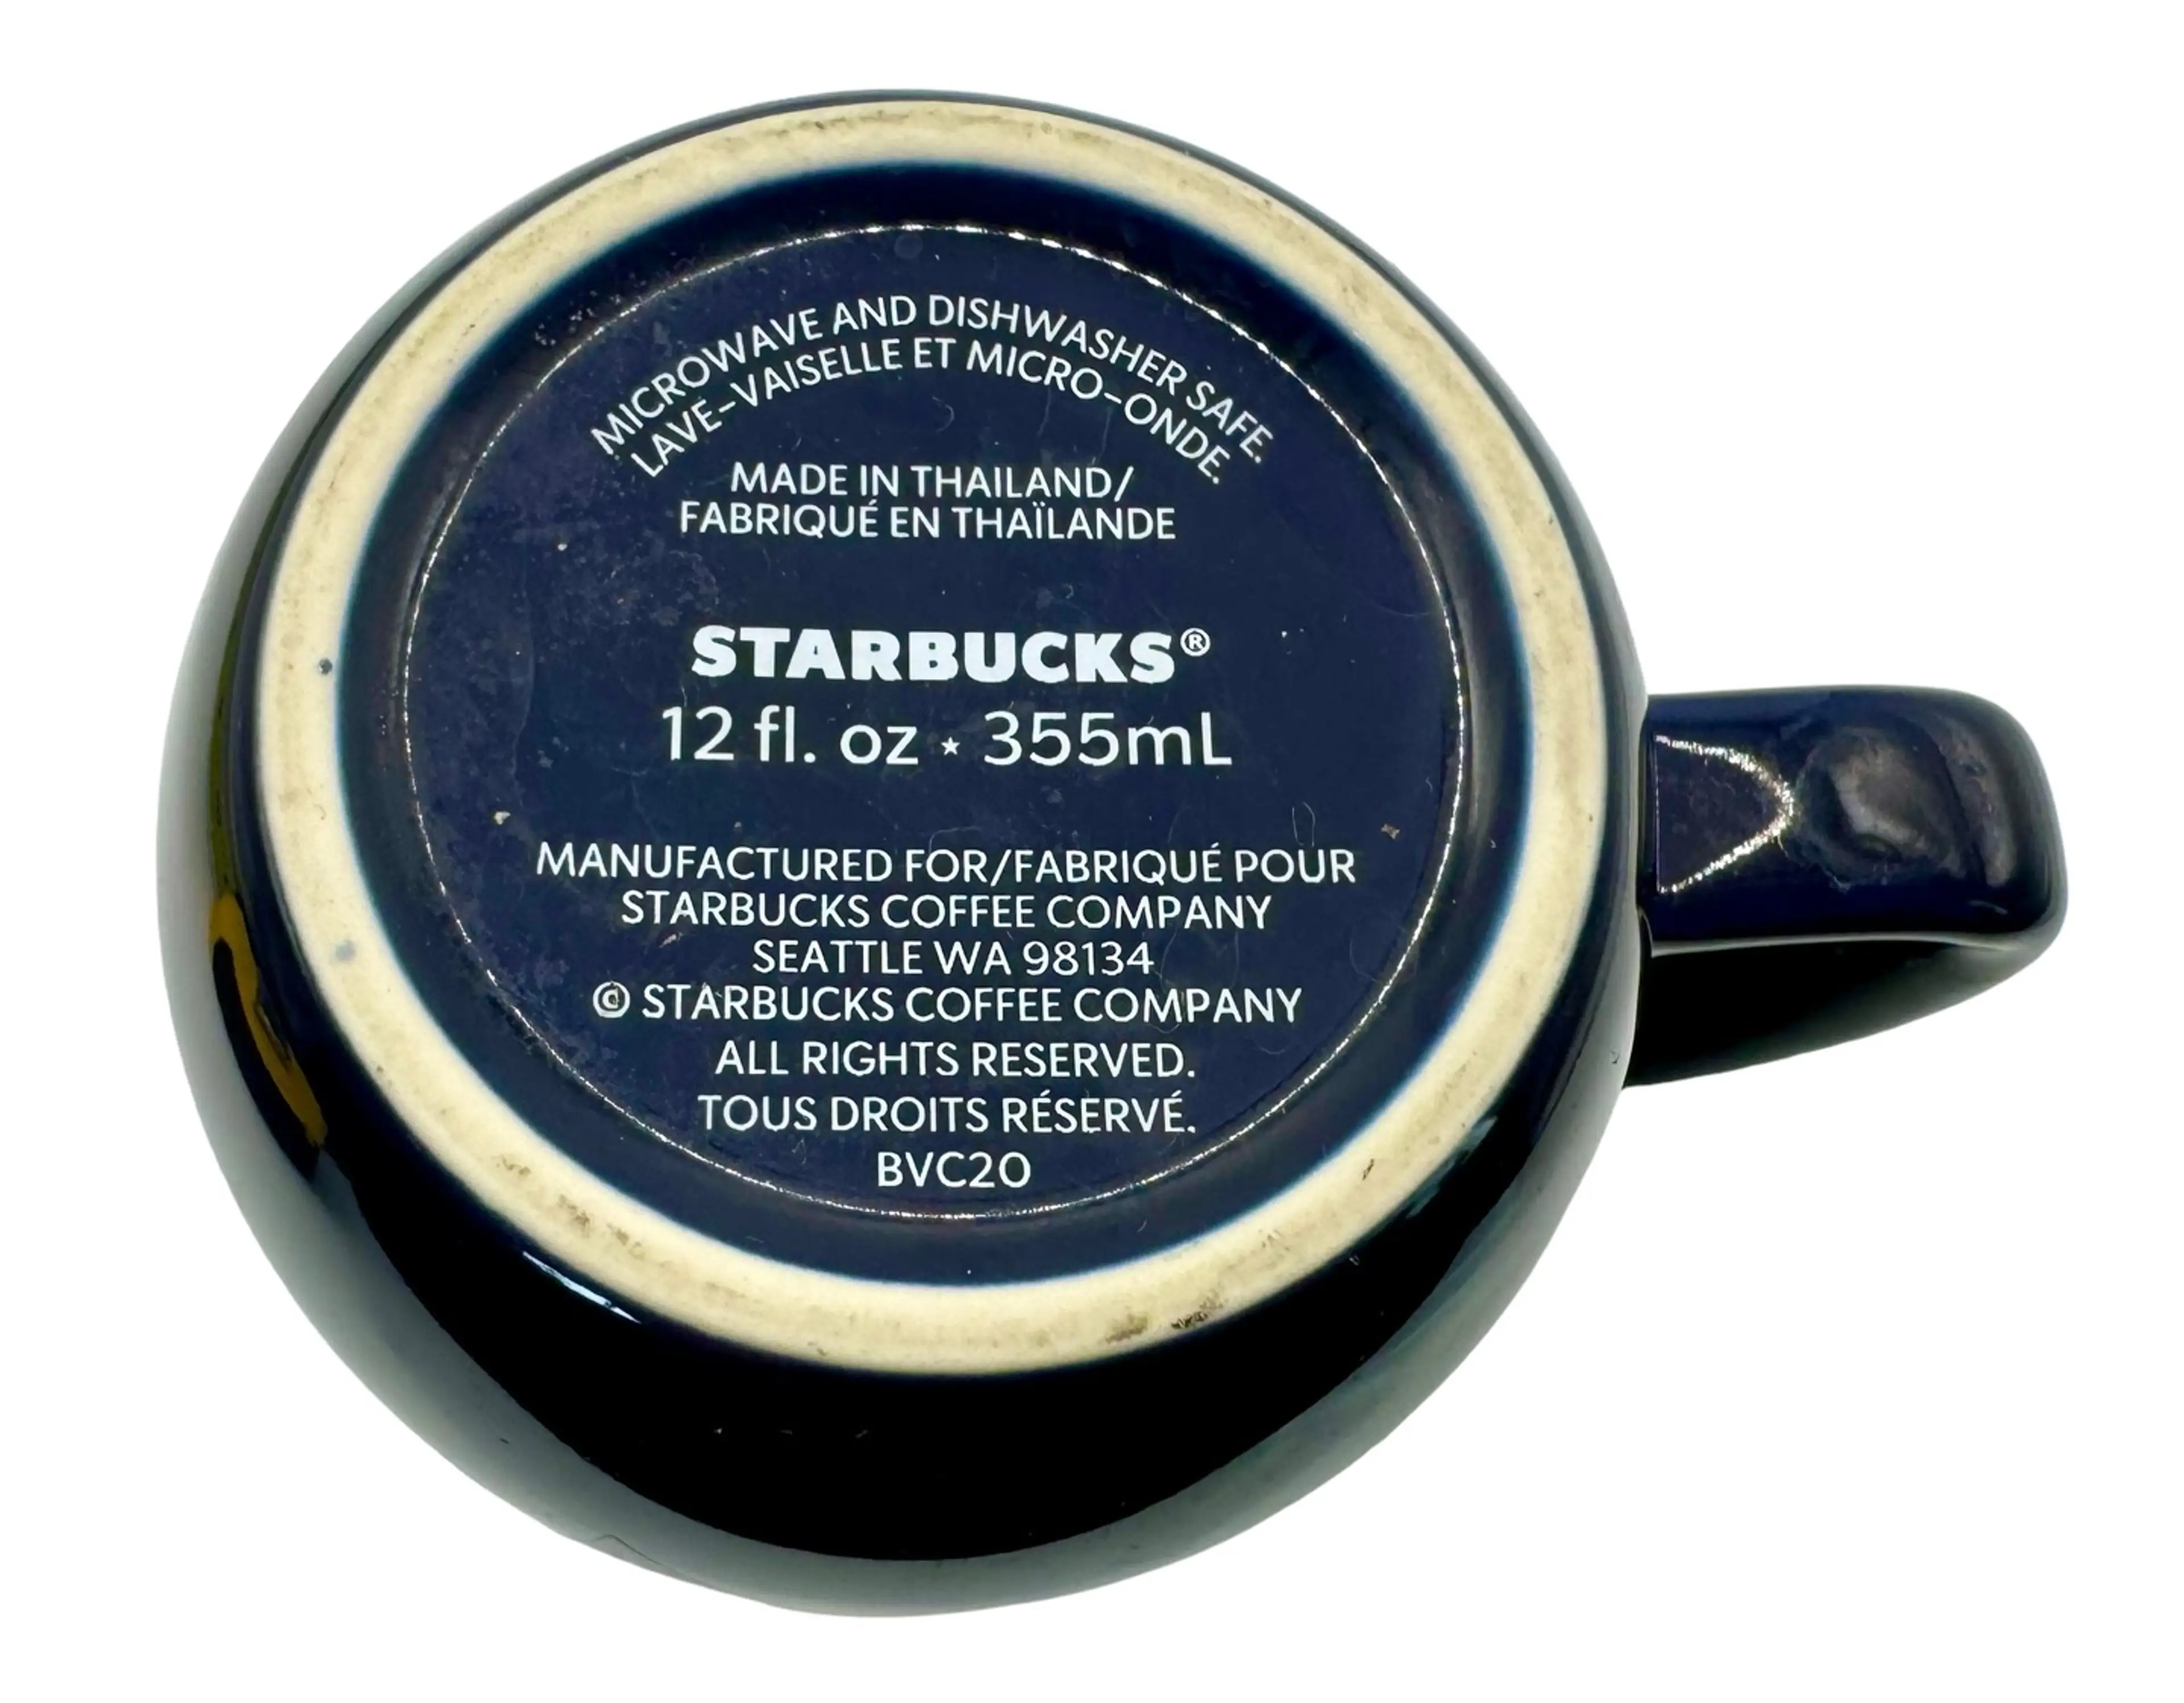 MICROWAVE AND DISHWASHER SAFE.
LAVE-VAISELLE ET MICRO-ONDE.
MADE IN THAILAND/
FABRIQUÉ EN THAÏLANDE
STARBUCKS®
12 fl. oz ⋆ 355mL
MANUFACTURED FOR/FABRIQUÉ POUR
STARBUCKS COFFEE COMPANY
SEATTLE WA 98134
© STARBUCKS COFFEE COMPANY
ALL RIGHTS RESERVED.
TOUS DROITS RÉSERVÉ.
BVC20